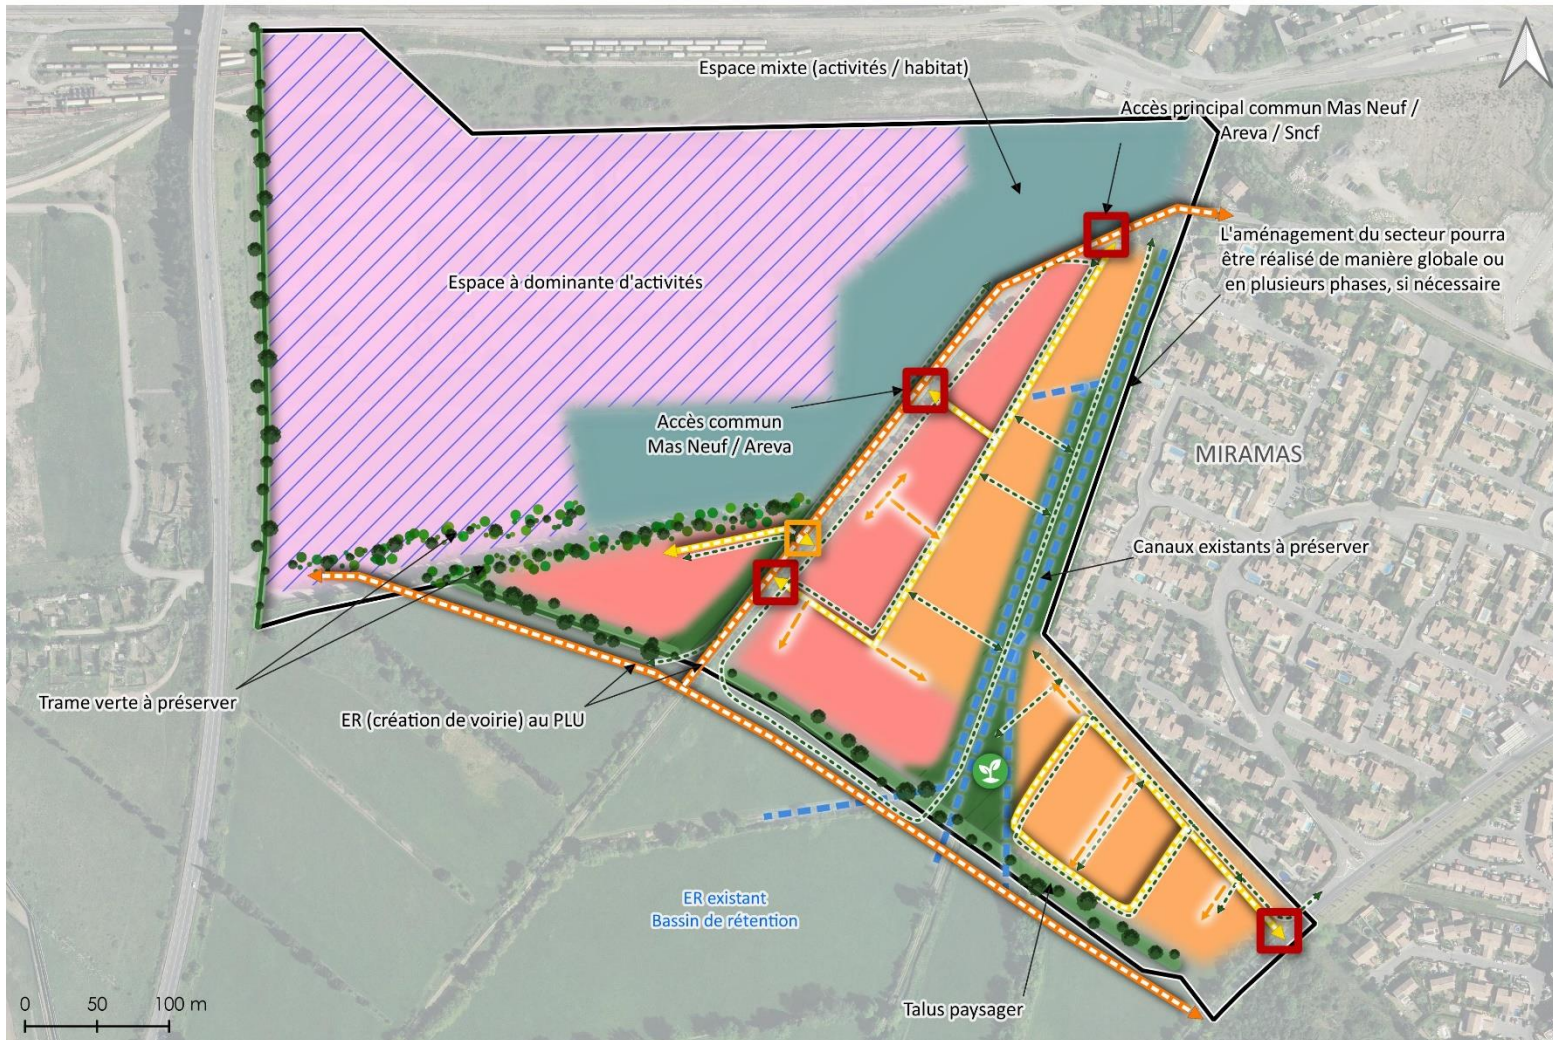 Espace mixte (activités / habitat)
Accès principal commun Mas Neuf /
Areva / Sncf
L'aménagement du secteur pourra
être réalisé de manière globale ou
en plusieurs phases, si nécessaire
Espace à dominante d'activités
Accès commun
Mas Neuf / Areva
MIRAMAS
Canaux existants à préserver
Trame verte à préserver
ER (création de voirie) au PLU
ER existant
Bassin de rétention
Talus paysager
0 50 100 m